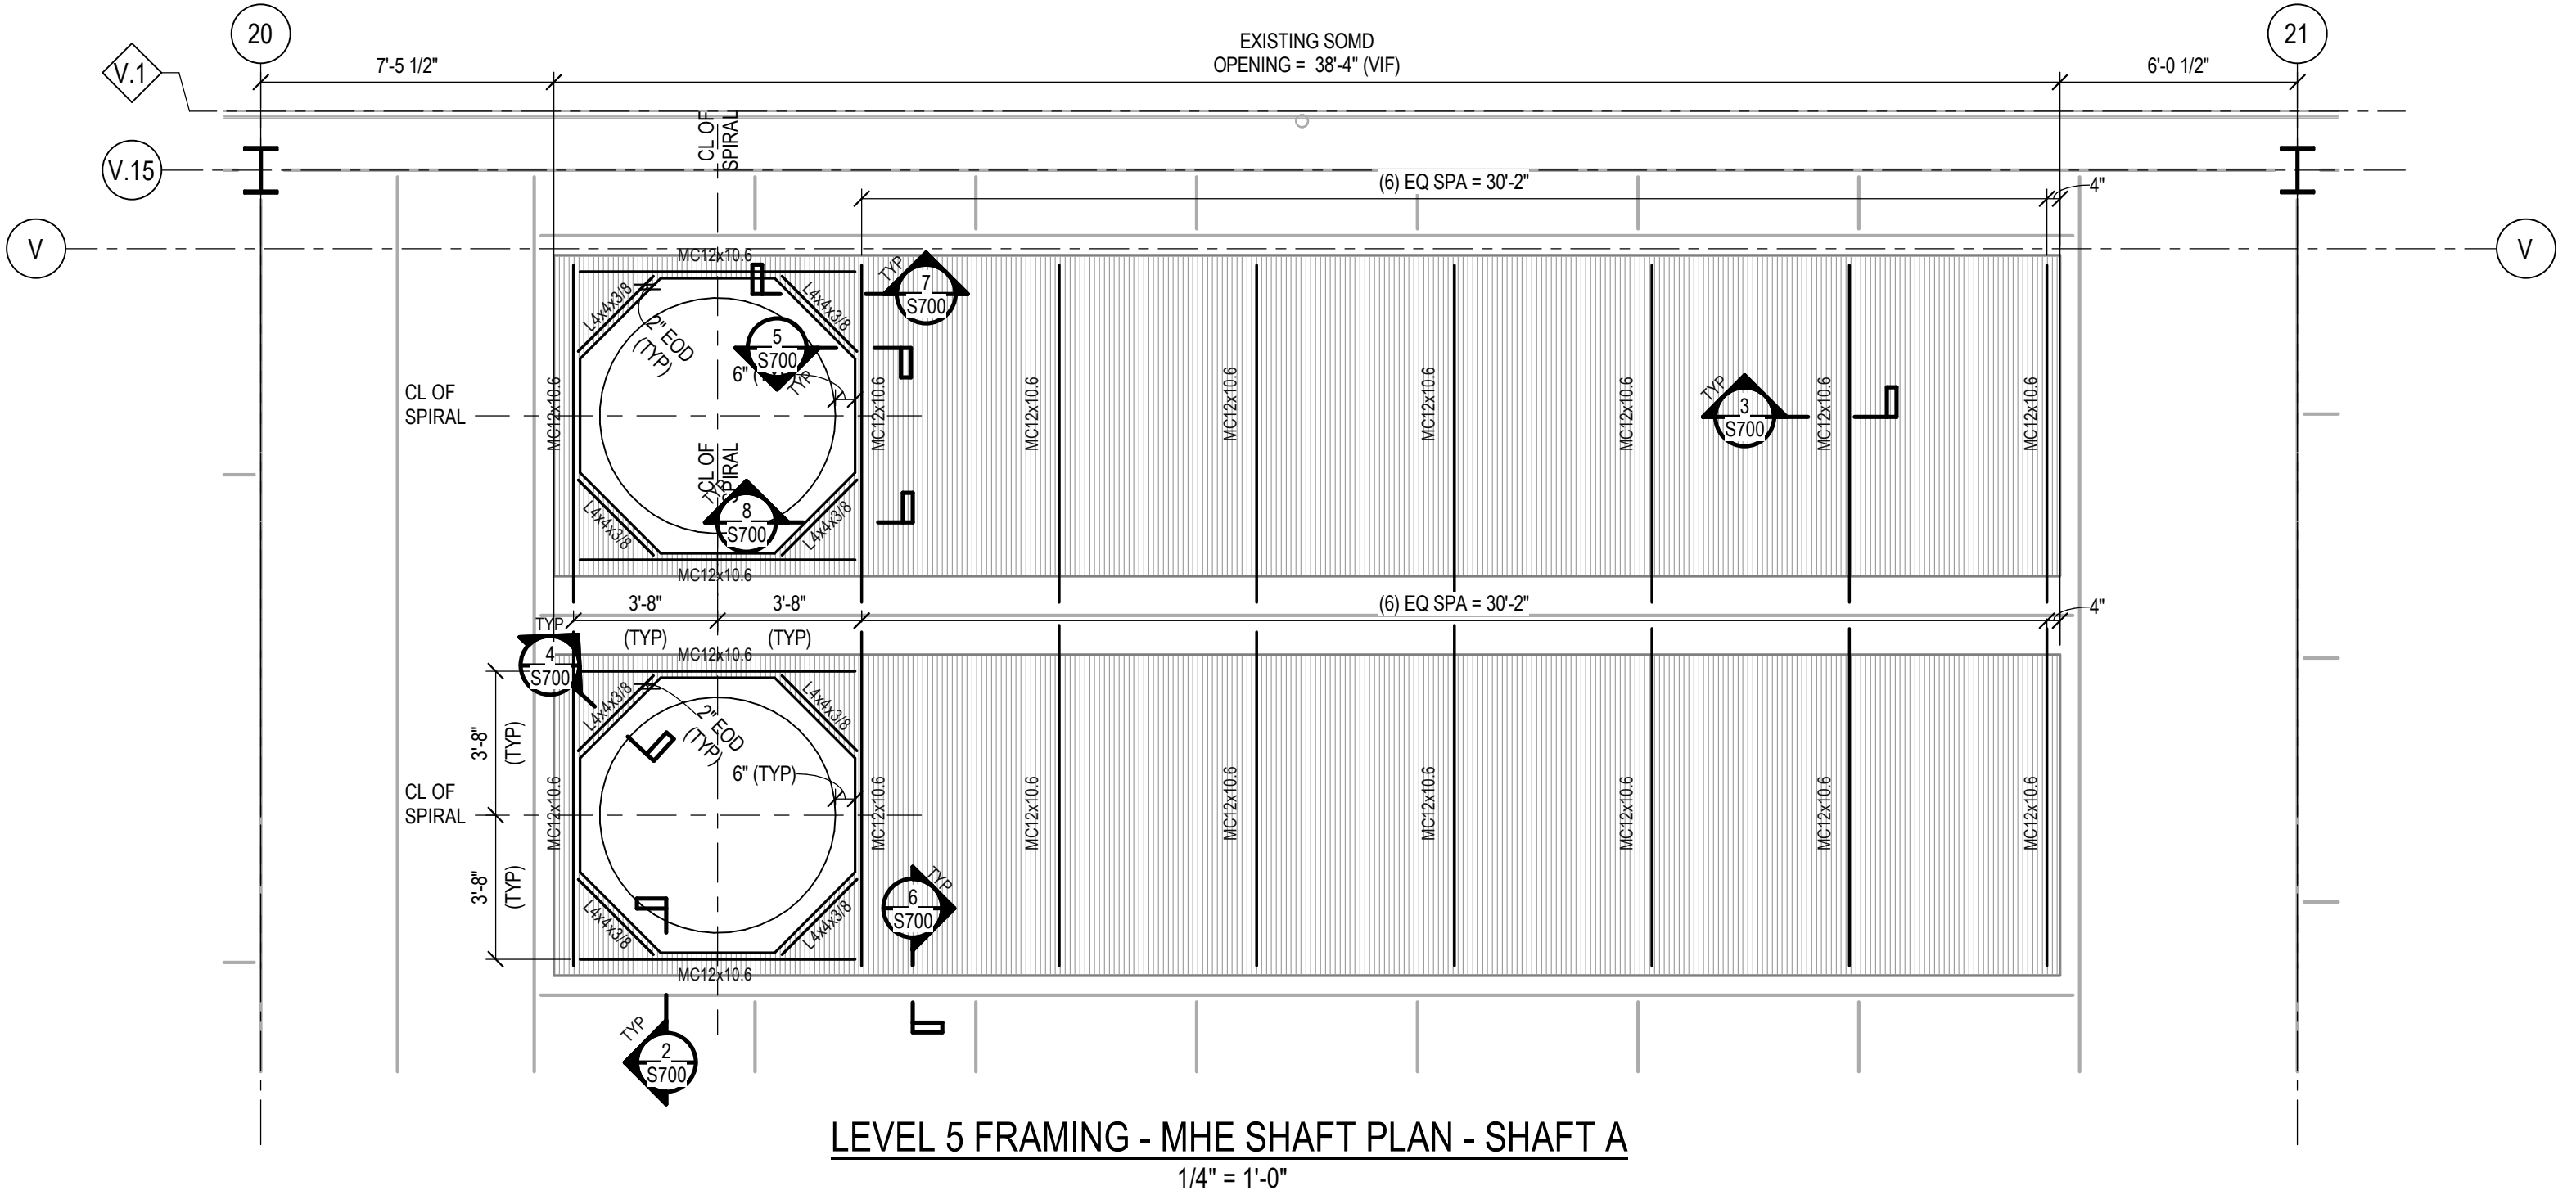 20
21
EXISTING SOMD
OPENING = 38'-4" (VIF)
7'-5 1/2"
6'-0 1/2"
V.1
CL OF
SPIRAL
V.15
(6) EQ SPA = 30'-2"
4"
V
V
MC12x10.6
TYP
7
S700
L4x4x3/8
L4x4x3/8
2" EOD
(TYP)
5
S700
6"
TYP
CL OF
SPIRAL
MC12x10.6
MC12x10.6
MC12x10.6
MC12x10.6
MC12x10.6
MC12x10.6
MC12x10.6
MC12x10.6
TYP
3
S700
CL OF
SPIRAL
TYP
8
S700
L4x4x3/8
L4x4x3/8
MC12x10.6
3'-8"
(TYP)
3'-8"
(TYP)
(6) EQ SPA = 30'-2"
4"
TYP
4
S700
MC12x10.6
L4x4x3/8
L4x4x3/8
2" EOD
(TYP)
3'-8"
(TYP)
6" (TYP)
CL OF
SPIRAL
MC12x10.6
MC12x10.6
MC12x10.6
MC12x10.6
MC12x10.6
MC12x10.6
MC12x10.6
MC12x10.6
3'-8"
(TYP)
TYP
6
S700
L4x4x3/8
L4x4x3/8
MC12x10.6
TYP
2
S700
LEVEL 5 FRAMING - MHE SHAFT PLAN - SHAFT A
1/4" = 1'-0"